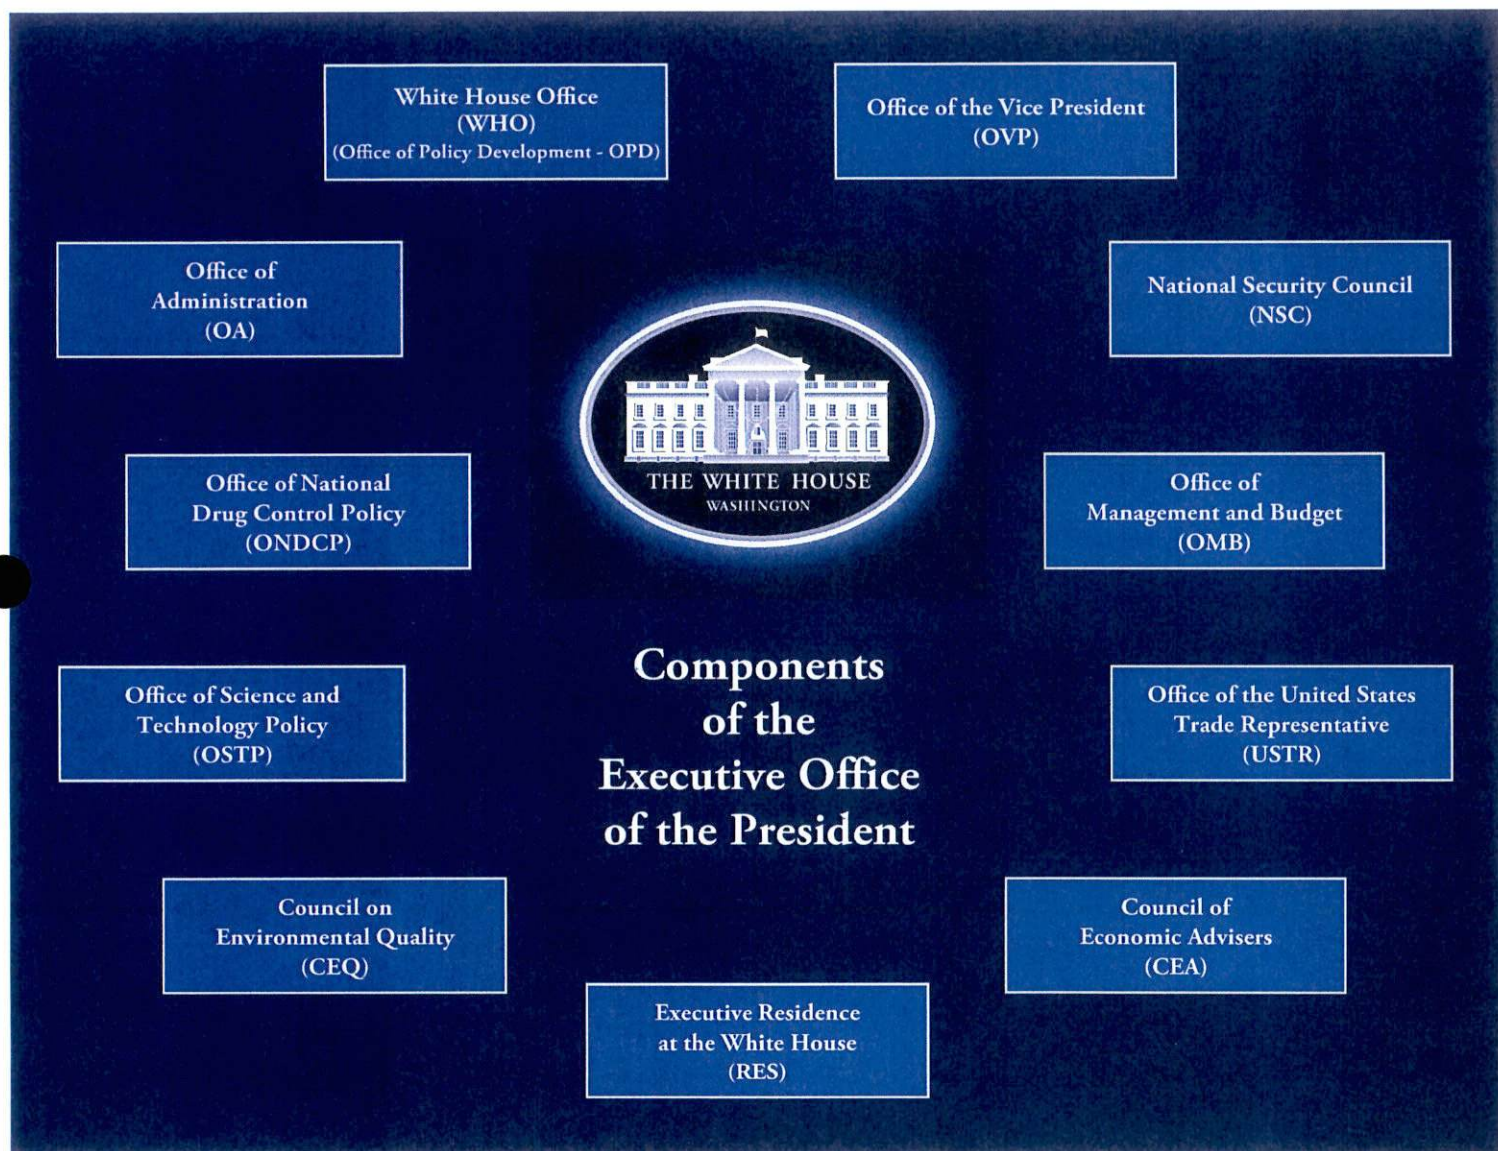 White House Office
(WHO)
(Office of Policy Development - OPD)
Office of the Vice President
(OVP)
Office of
Administration
(OA)
National Security Council
(NSC)
THE WHITE HOUSE
WASHINGTON
Office of National
Drug Control Policy
(ONDCP)
Office of
Management and Budget
(OMB)
Components
of the
Executive Office
of the President
Office of Science and
Technology Policy
(OSTP)
Office of the United States
Trade Representative
(USTR)
Council on
Environmental Quality
(CEQ)
Council of
Economic Advisers
(CEA)
Executive Residence
at the White House
(RES)